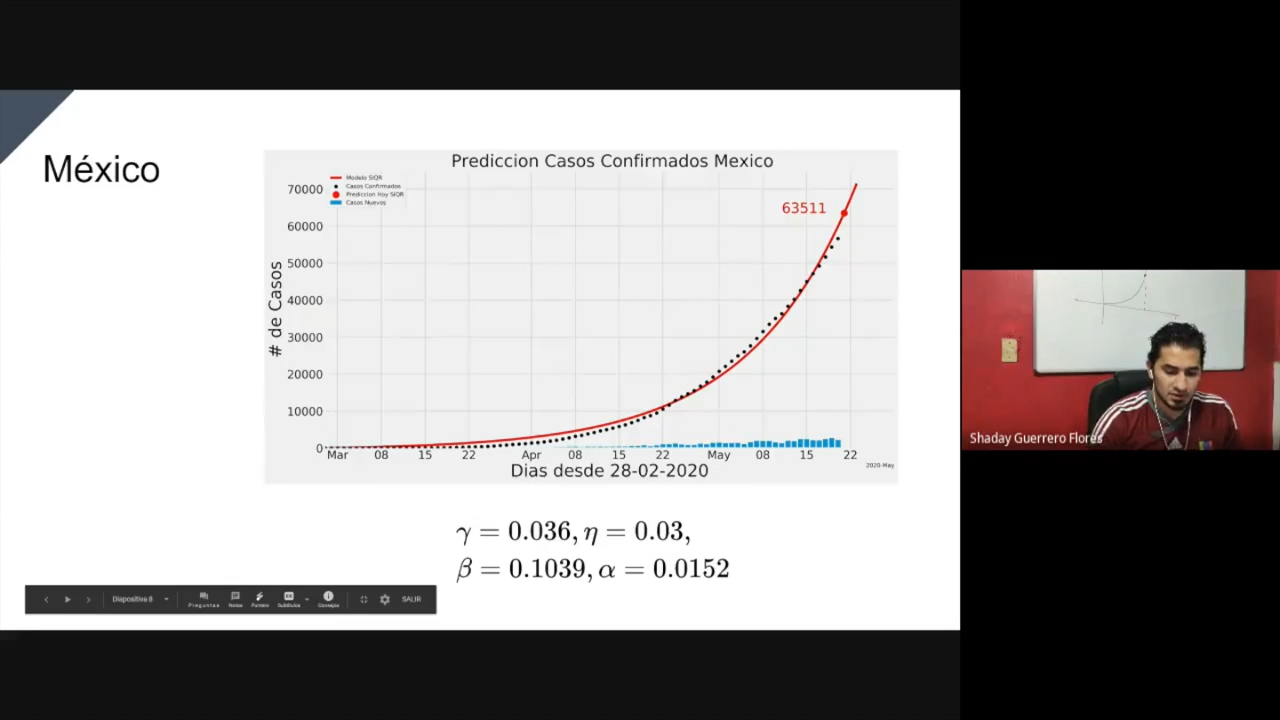 México
Prediccion Casos Confirmados Mexico
Modelo SIQR
Casos Confirmados
Prediccion Hoy SIQR
Casos Nuevos
63511
# de Casos
70000
60000
50000
40000
30000
20000
10000
0
Mar 08 15 22 Apr 08 15 22 May 08 15 22
2020-May
Dias desde 28-02-2020
γ = 0.036, η = 0.03,
β = 0.1039, α = 0.0152
Diapositiva 8 Preguntas Notas Puntero Subtítulos Consejos SALIR
Shaday Guerrero Flores